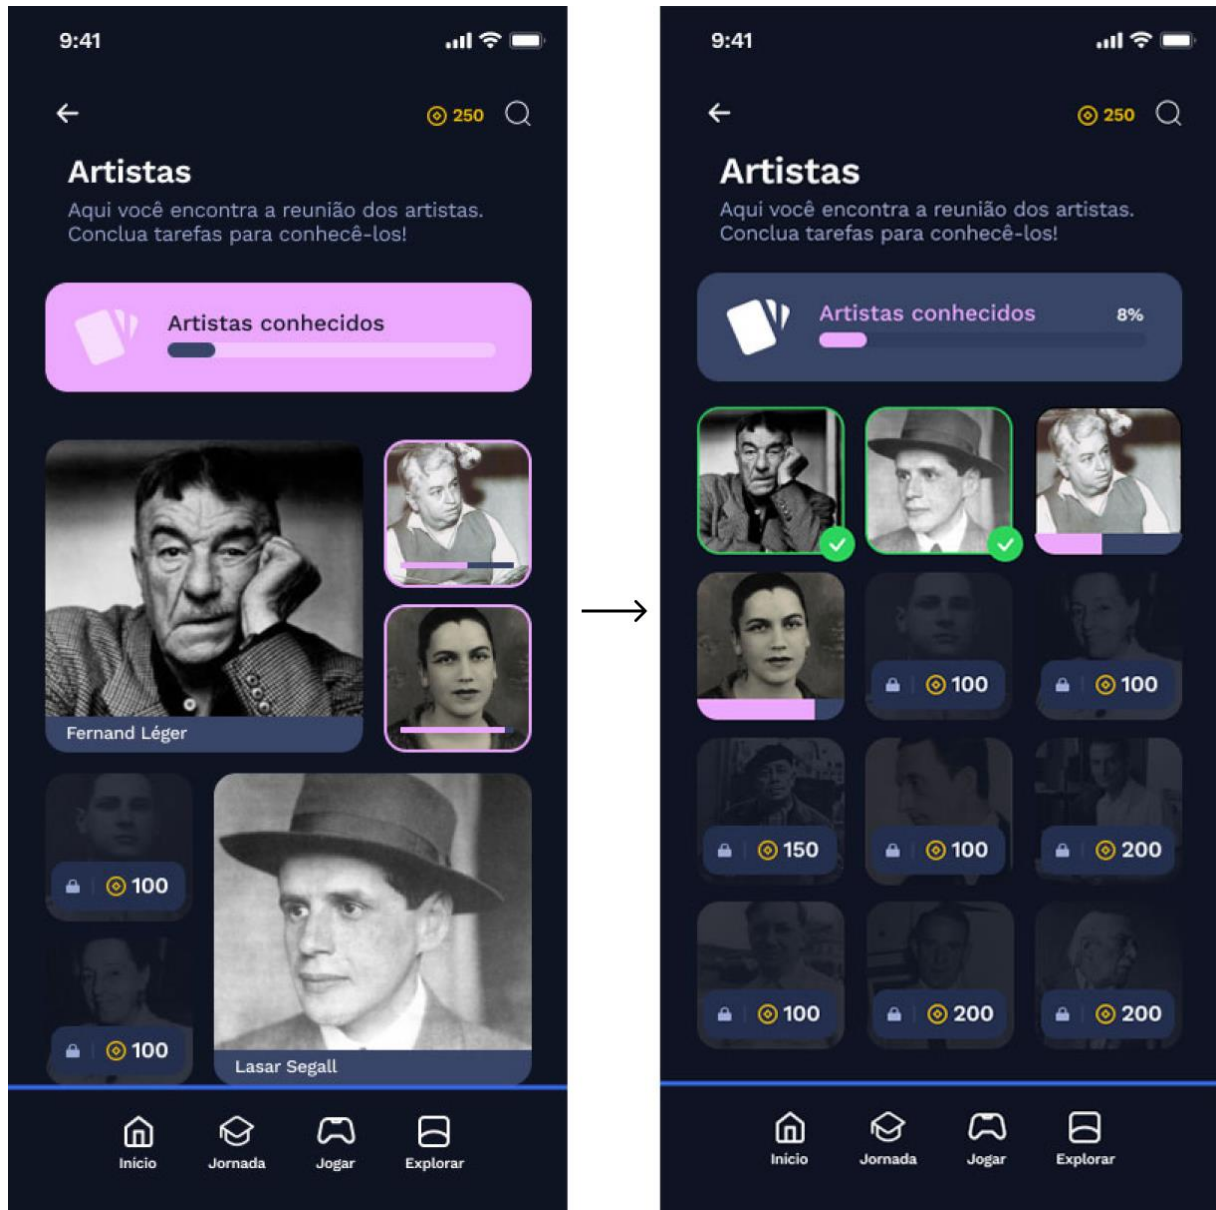 9:41
250
Artistas
Aqui você encontra a reunião dos artistas.
Conclua tarefas para conhecê-los!
Artistas conhecidos
Fernand Léger
100
100
Lasar Segall
Início
Jornada
Jogar
Explorar
9:41
250
Artistas
Aqui você encontra a reunião dos artistas.
Conclua tarefas para conhecê-los!
Artistas conhecidos 8%
100 100
150 100 200
100 200 200
Início
Jornada
Jogar
Explorar